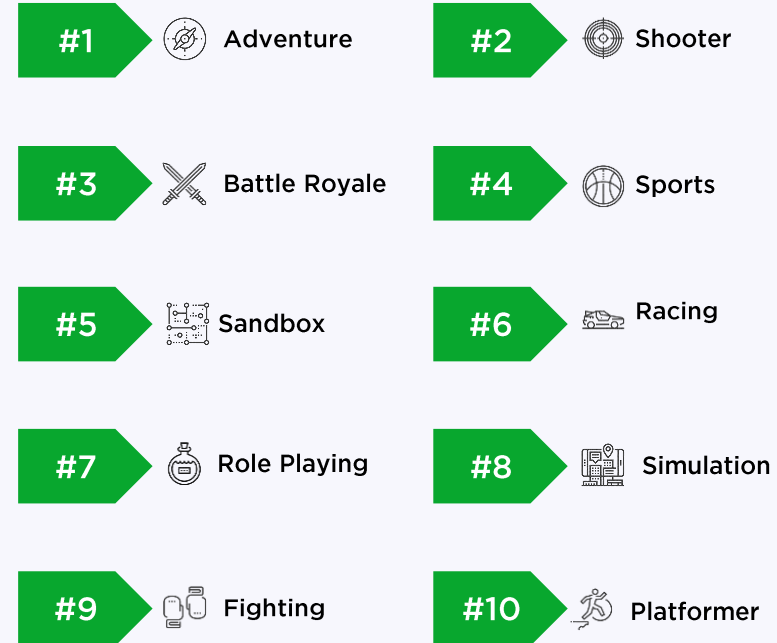 #1 Adventure
#2 Shooter
#3 Battle Royale
#4 Sports
#5 Sandbox
#6 Racing
#7 Role Playing
#8 Simulation
#9 Fighting
#10 Platformer